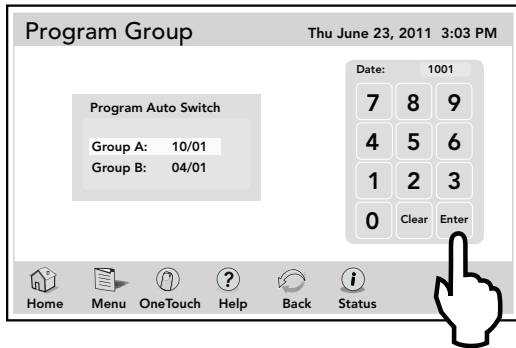 Program Group
Thu June 23, 2011 3:03 PM
Date: 1001
Program Auto Switch
Group A: 10/01
Group B: 04/01
7 8 9
4 5 6
1 2 3
0 Clear Enter
Home Menu OneTouch Help Back Status